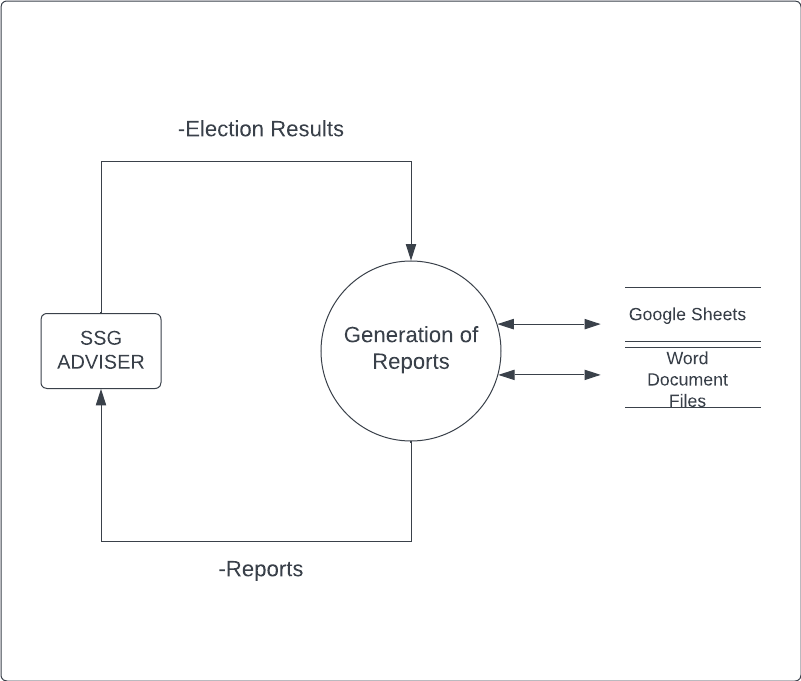 -Election Results
SSG
ADVISER
Generation of
Reports
Google Sheets
Word
Document
Files
-Reports